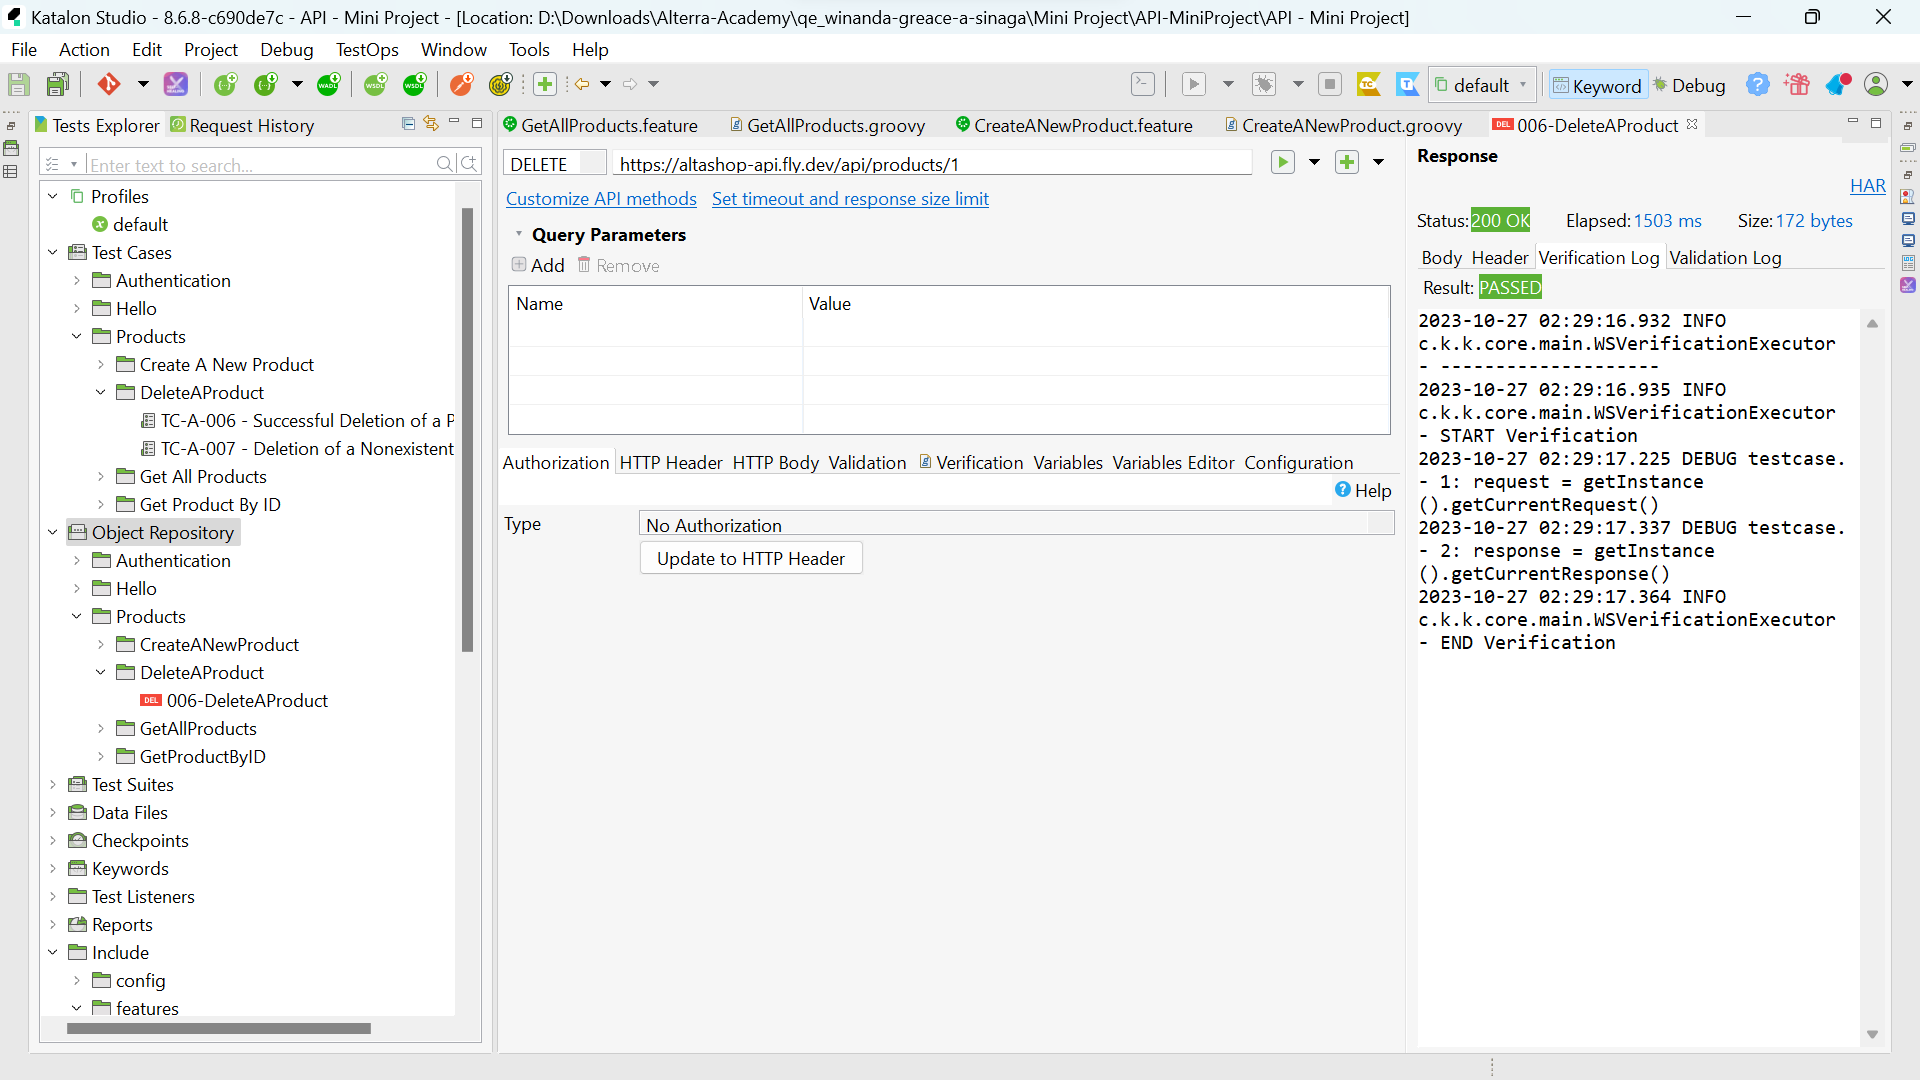 Katalon Studio - 8.6.8-c690de7c - API - Mini Project - [Location: D:\Downloads\Alterra-Academy\qe_winanda-greace-a-sinaga\Mini Project\API-MiniProject\API - Mini Project]
File Action Edit Project Debug TestOps Window Tools Help
default Keyword Debug
Tests Explorer Request History
Enter text to search...
Profiles
default
Test Cases
Authentication
Hello
Products
Create A New Product
DeleteAProduct
TC-A-006 - Successful Deletion of a P
TC-A-007 - Deletion of a Nonexistent
Get All Products
Get Product By ID
Object Repository
Authentication
Hello
Products
CreateANewProduct
DeleteAProduct
DEL 006-DeleteAProduct
GetAllProducts
GetProductByID
Test Suites
Data Files
Checkpoints
Keywords
Test Listeners
Reports
Include
config
features
GetAllProducts.feature GetAllProducts.groovy CreateANewProduct.feature CreateANewProduct.groovy DEL 006-DeleteAProduct
DELETE https://altashop-api.fly.dev/api/products/1
Customize API methods Set timeout and response size limit
Query Parameters
Add Remove
Name Value
Authorization HTTP Header HTTP Body Validation Verification Variables Variables Editor Configuration
Help
Type No Authorization
Update to HTTP Header
Response
HAR
Status: 200 OK Elapsed: 1503 ms Size: 172 bytes
Body Header Verification Log Validation Log
Result: PASSED
2023-10-27 02:29:16.932 INFO
c.k.k.core.main.WSVerificationExecutor
- --------------------
2023-10-27 02:29:16.935 INFO
c.k.k.core.main.WSVerificationExecutor
- START Verification
2023-10-27 02:29:17.225 DEBUG testcase.
- 1: request = getInstance
().getCurrentRequest()
2023-10-27 02:29:17.337 DEBUG testcase.
- 2: response = getInstance
().getCurrentResponse()
2023-10-27 02:29:17.364 INFO
c.k.k.core.main.WSVerificationExecutor
- END Verification